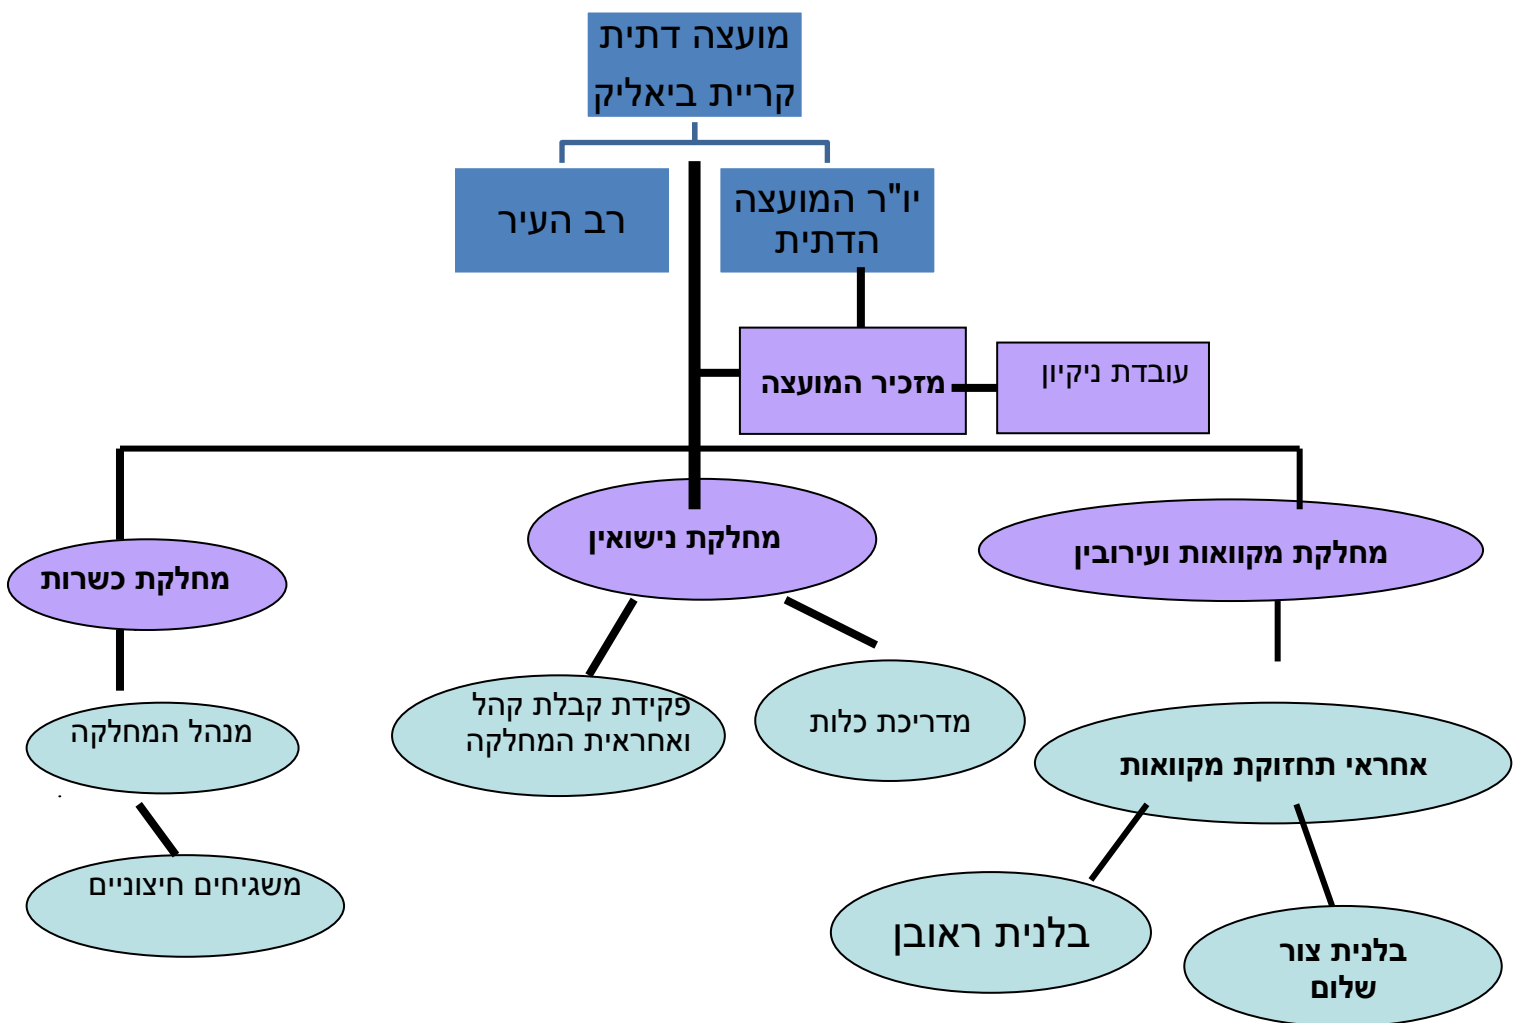 מועצה דתית
קריית ביאליק
יו"ר המועצה
הדתית
רב העיר
מזכיר המועצה
עובדת ניקיון
מחלקת מקוואות ועירובין
מחלקת נישואין
מחלקת כשרות
אחראי תחזוקת מקוואות
מדריכת כלות
פקידת קבלת קהל
ואחראית המחלקה
מנהל המחלקה
משגיחים חיצוניים
בלנית צור
שלום
בלנית ראובן